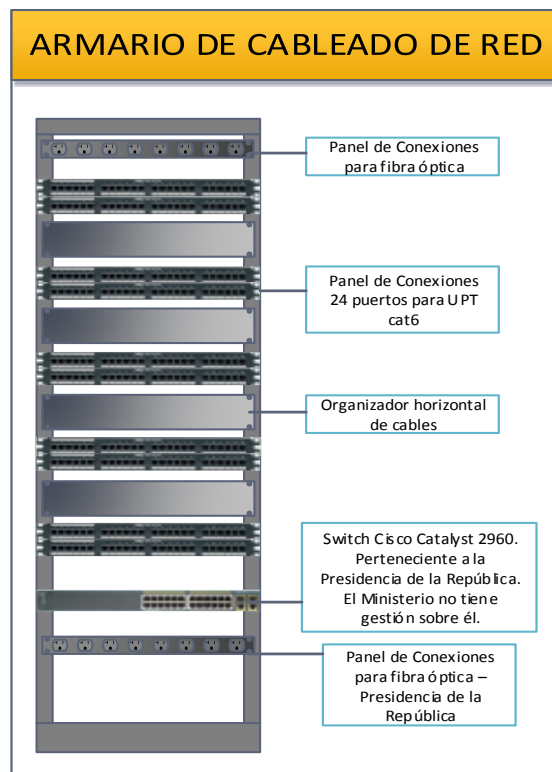 ARMARIO DE CABLEADO DE RED
Panel de Conexiones
para fibra óptica
Panel de Conexiones
24 puertos para UPT
cat6
Organizador horizontal
de cables
Switch Cisco Catalyst 2960.
Perteneciente a la
Presidencia de la República.
El Ministerio no tiene
gestión sobre él.
Panel de Conexiones
para fibra óptica –
Presidencia de la
República